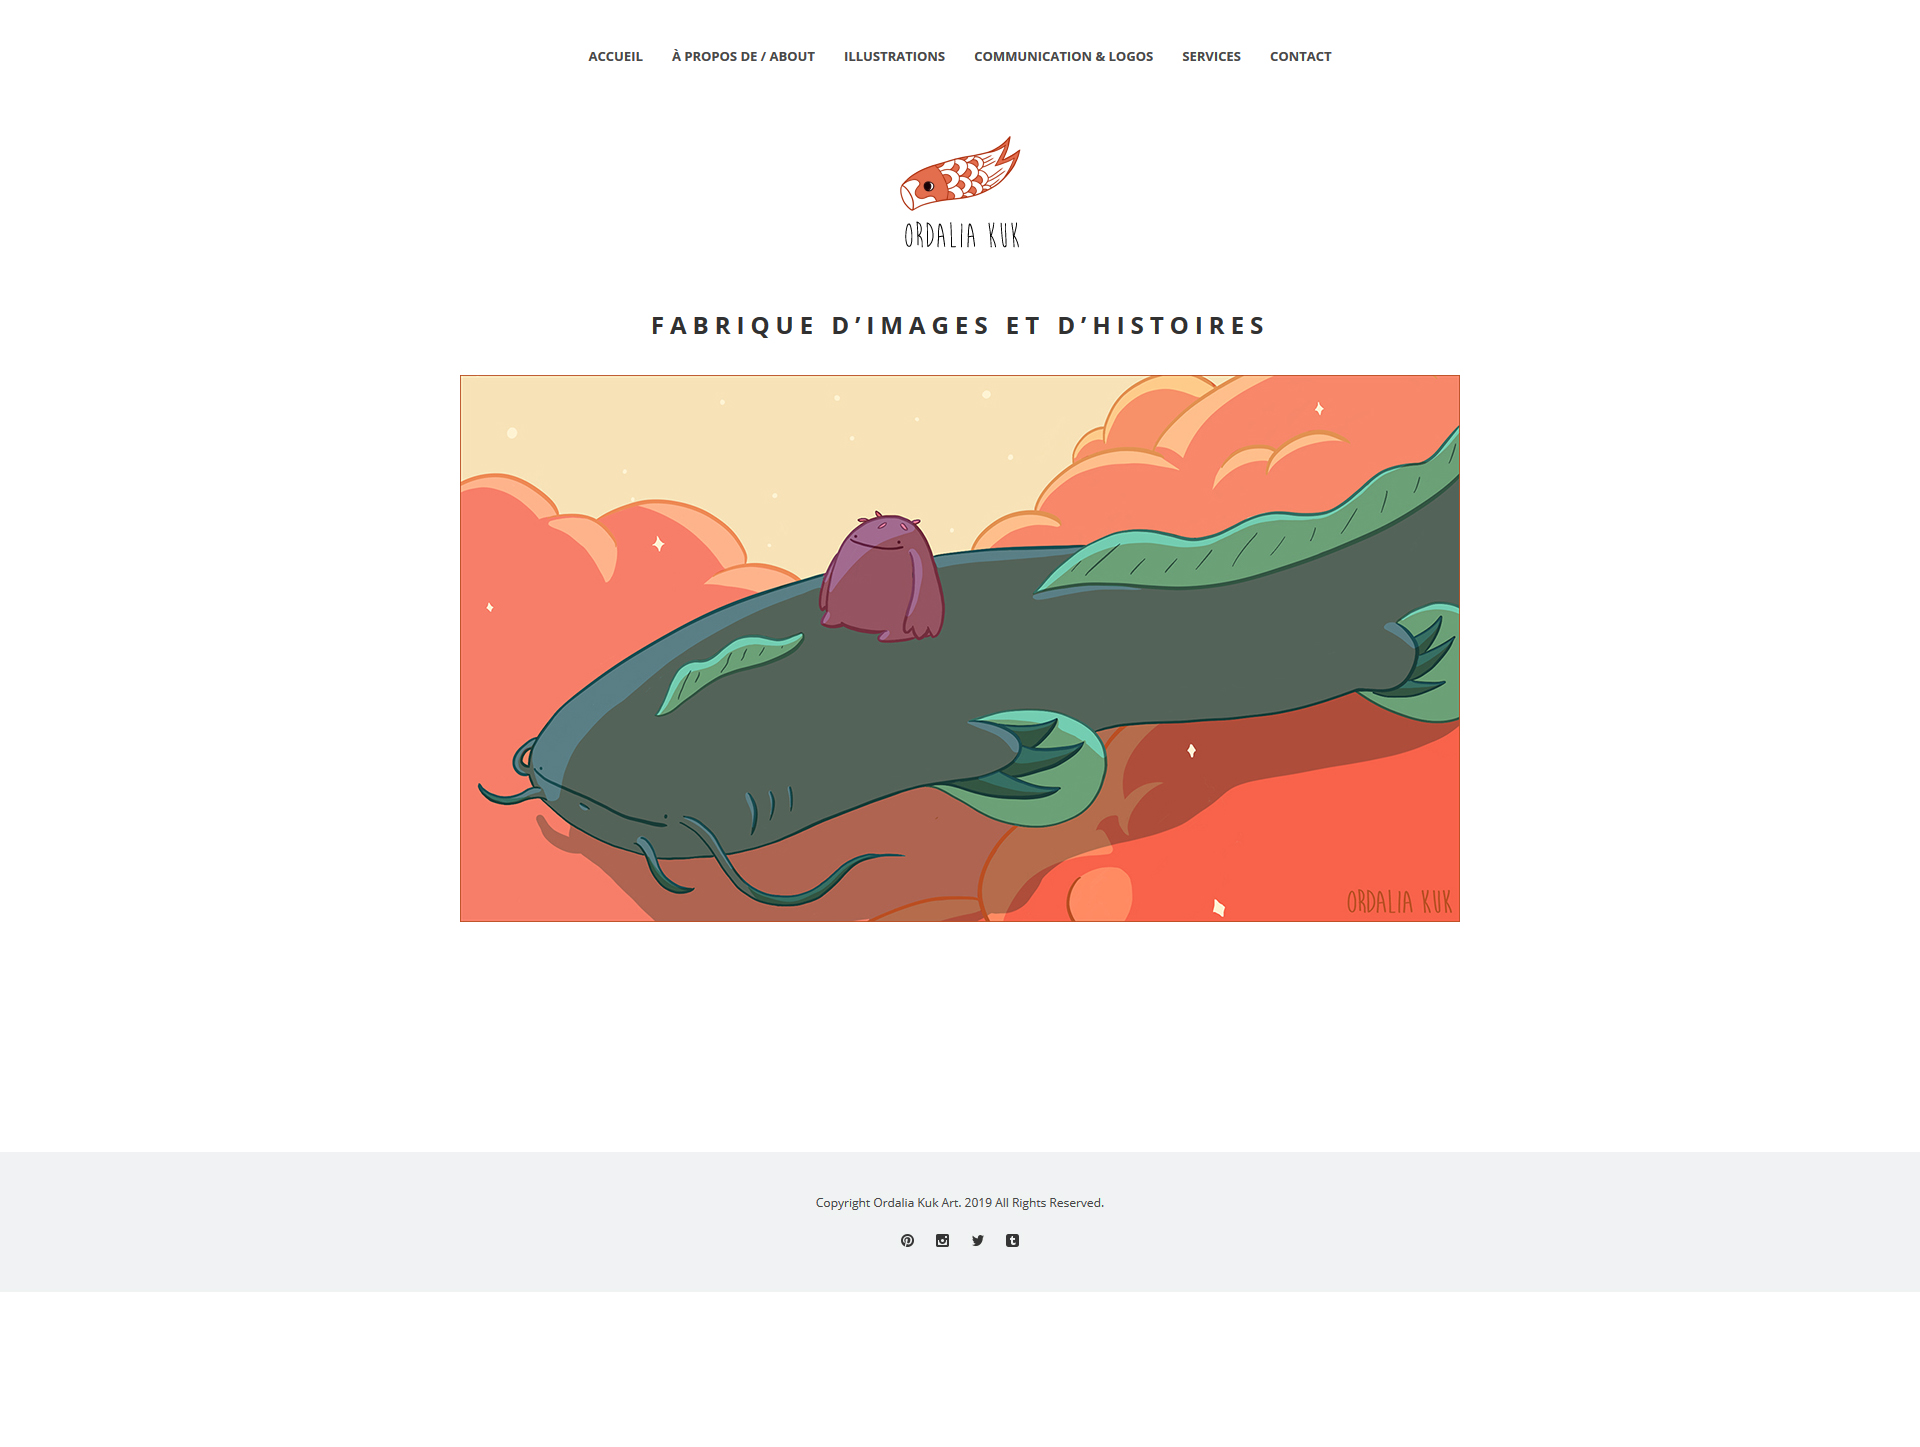 ACCUEIL À PROPOS DE / ABOUT ILLUSTRATIONS COMMUNICATION & LOGOS SERVICES CONTACT
ORDALIA KUK
FABRIQUE D’IMAGES ET D’HISTOIRES
ORDALIA KUK
Copyright Ordalia Kuk Art. 2019 All Rights Reserved.